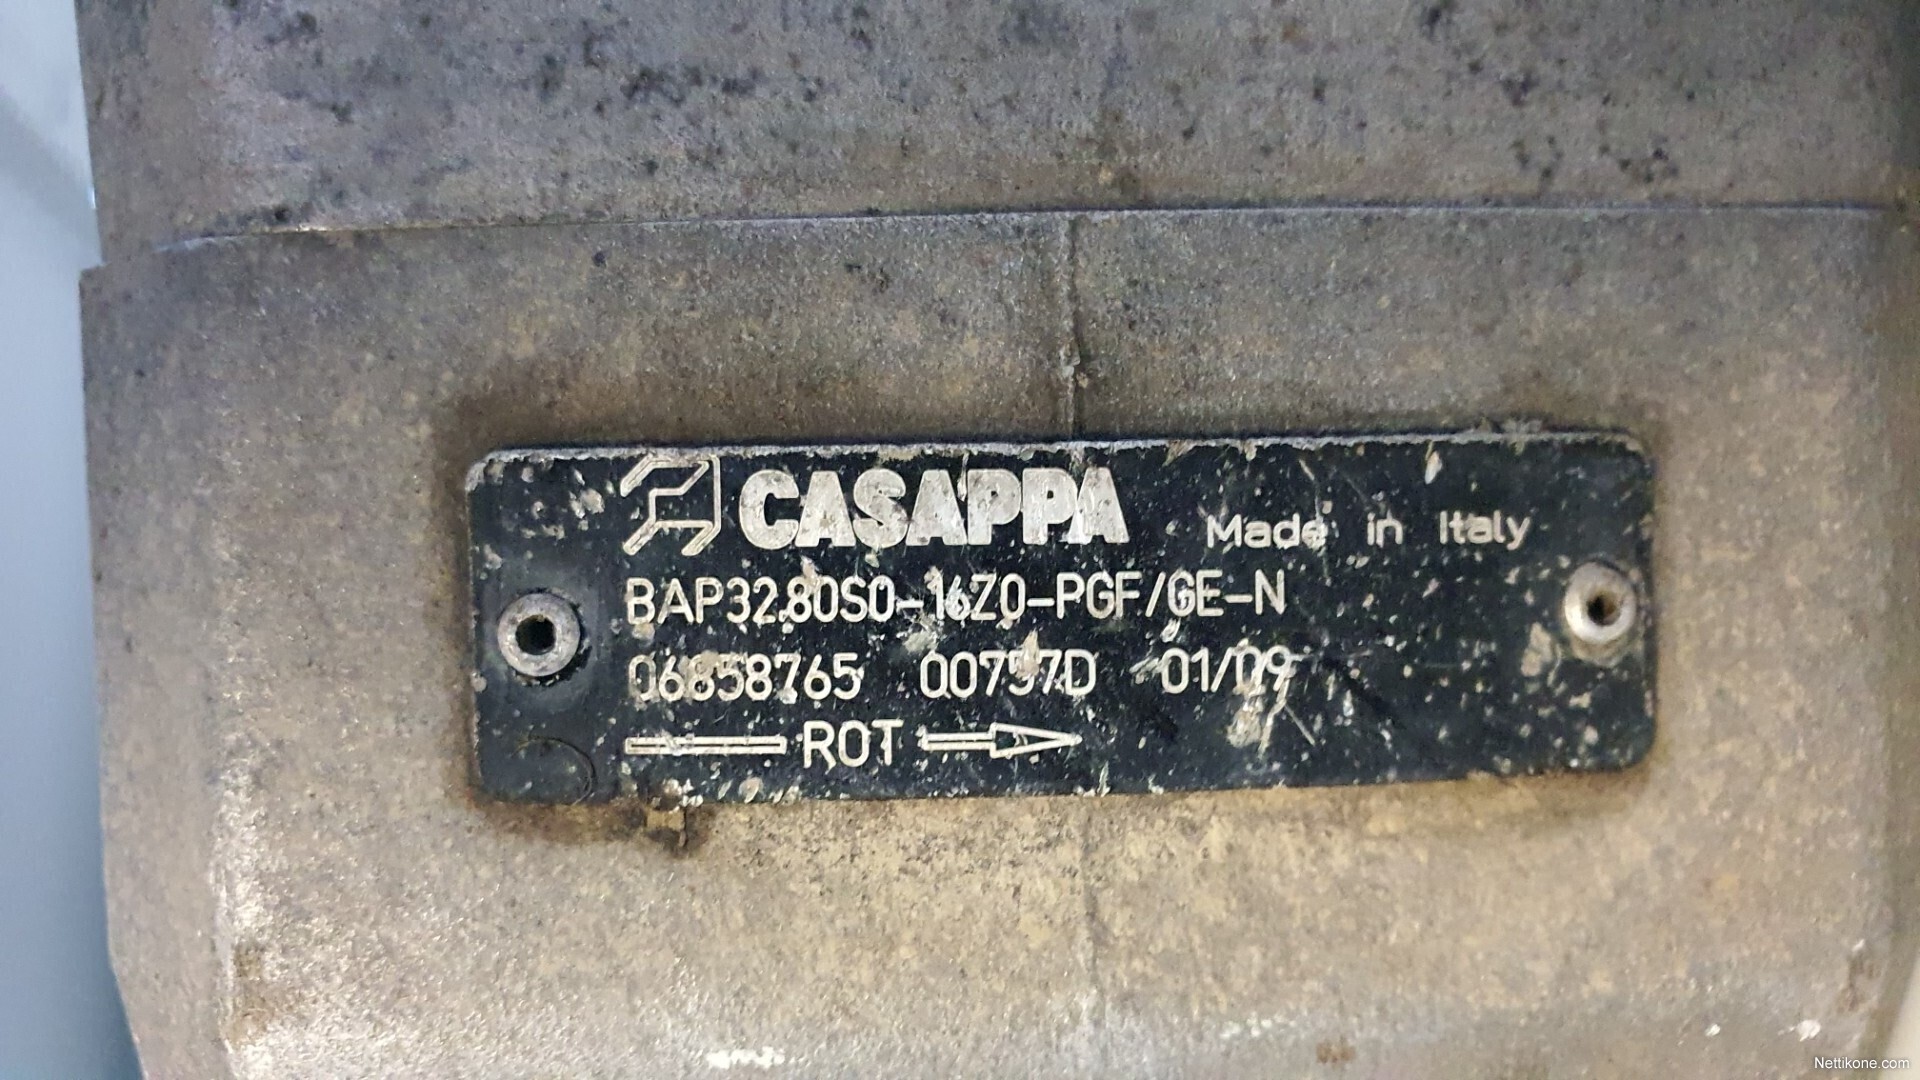 CASAPPA Made in Italy
BAP32.80S0-16Z0-PGF/GE-N
06858765 00757D 01/09
ROT
Nettikone.com